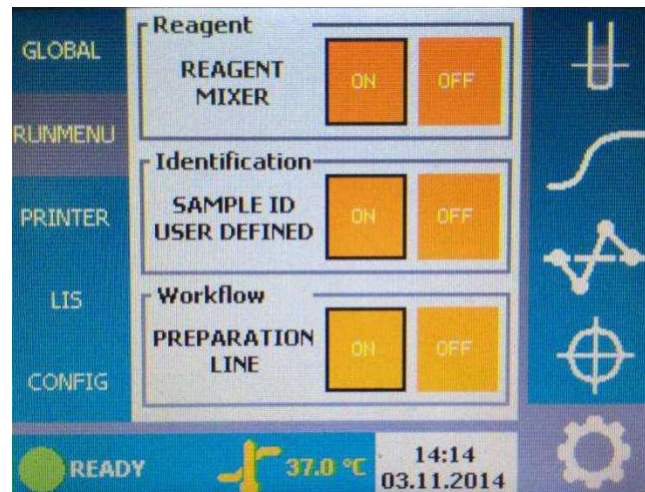 GLOBAL
RUNMENU
PRINTER
LIS
CONFIG
Reagent
REAGENT
MIXER
ON
OFF
Identification
SAMPLE ID
USER DEFINED
ON
OFF
Workflow
PREPARATION
LINE
ON
OFF
READY
37.0 °C
14:14
03.11.2014